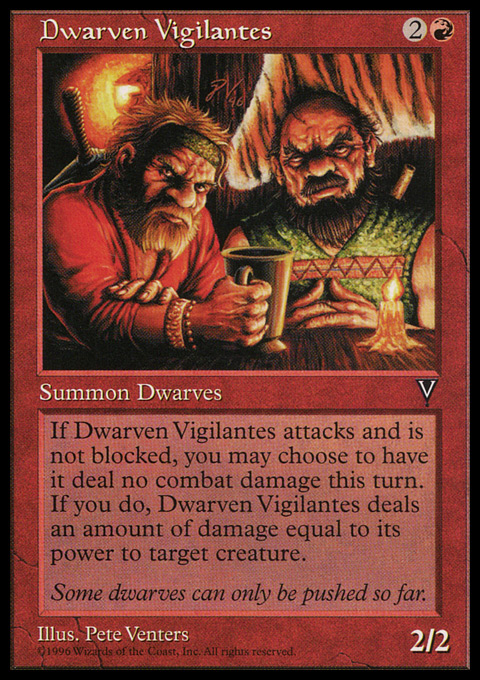 Dwarven Vigilantes 2
PV 96
Summon Dwarves V
If Dwarven Vigilantes attacks and is
not blocked, you may choose to have
it deal no combat damage this turn.
If you do, Dwarven Vigilantes deals
an amount of damage equal to its
power to target creature.
Some dwarves can only be pushed so far.
Illus. Pete Venters
©1996 Wizards of the Coast, Inc. All rights reserved. 2/2